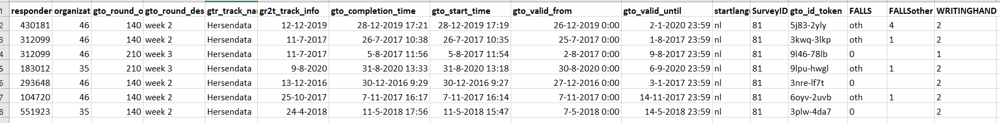 1 responder organizat gto_round_o gto_round_des gtr_track_nar gr2t_track_info gto_completion_time gto_start_time gto_valid_from gto_valid_until startlang SurveyID gto_id_token FALLS FALLSother WRITINGHAND
2 430181 46 140 week 2 Hersendata 12-12-2019 28-12-2019 17:21 28-12-2019 17:19 26-12-2019 0:00 2-1-2020 23:59 nl 81 5j83-2yly oth 4 2
3 312099 46 140 week 2 Hersendata 11-7-2017 26-7-2017 10:38 26-7-2017 10:35 25-7-2017 0:00 1-8-2017 23:59 nl 81 3kwq-3lkp oth 1 2
4 312099 46 210 week 3 Hersendata 11-7-2017 5-8-2017 11:56 5-8-2017 11:54 2-8-2017 0:00 9-8-2017 23:59 nl 81 9l46-78lb 0 1
5 183012 35 210 week 3 Hersendata 9-8-2020 31-8-2020 13:33 31-8-2020 13:18 30-8-2020 0:00 6-9-2020 23:59 nl 81 9lpu-hwgl oth 1 2
6 293648 46 140 week 2 Hersendata 13-12-2016 30-12-2016 9:29 30-12-2016 9:27 27-12-2016 0:00 3-1-2017 23:59 nl 81 3nre-lf7t 0 2
7 104720 46 140 week 2 Hersendata 25-10-2017 7-11-2017 16:17 7-11-2017 16:14 7-11-2017 0:00 14-11-2017 23:59 nl 81 6oyv-2uvb oth 1 2
8 551923 35 140 week 2 Hersendata 24-4-2018 11-5-2018 17:56 11-5-2018 15:47 7-5-2018 0:00 14-5-2018 23:59 nl 81 3plw-4da7 0 2